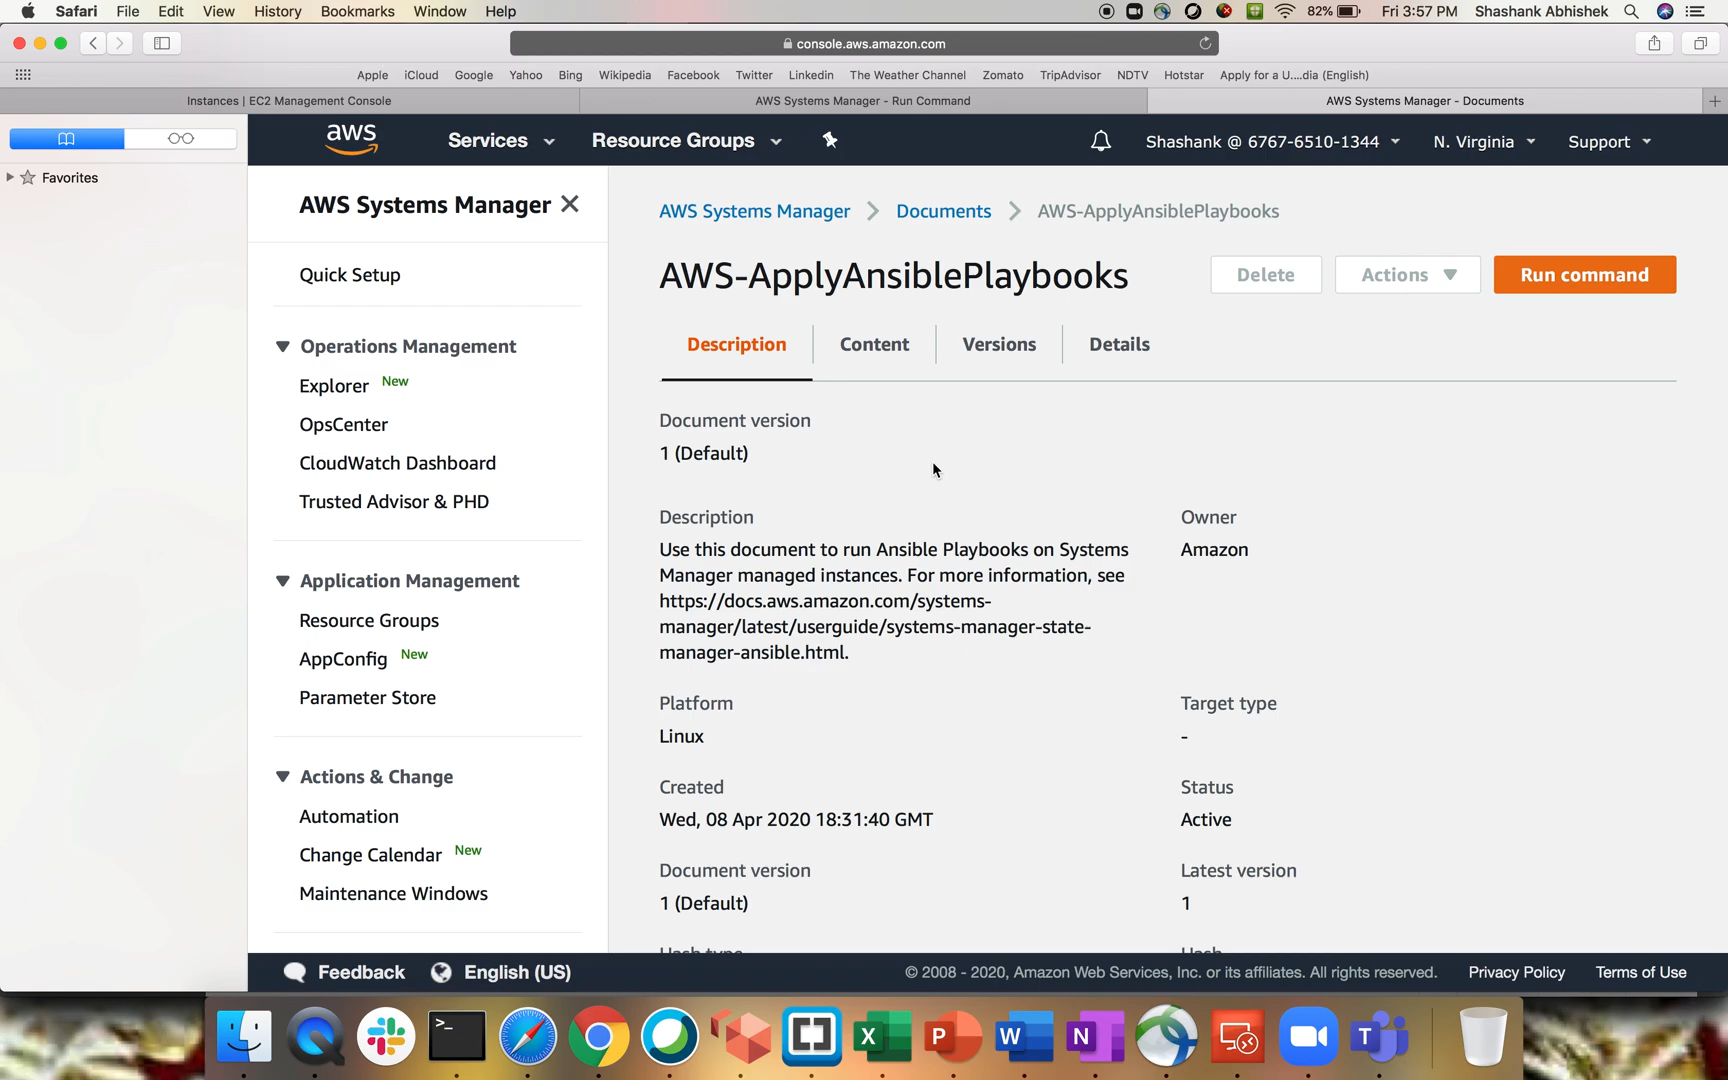 Safari File Edit View History Bookmarks Window Help 82% Fri 3:57 PM Shashank Abhishek
console.aws.amazon.com
Apple iCloud Google Yahoo Bing Wikipedia Facebook Twitter Linkedin The Weather Channel Zomato TripAdvisor NDTV Hotstar Apply for a U....dia (English)
Instances | EC2 Management Console AWS Systems Manager - Run Command AWS Systems Manager - Documents
aws Services Resource Groups Shashank @ 6767-6510-1344 N. Virginia Support
Favorites
AWS Systems Manager
Quick Setup
Operations Management
Explorer New
OpsCenter
CloudWatch Dashboard
Trusted Advisor & PHD
Application Management
Resource Groups
AppConfig New
Parameter Store
Actions & Change
Automation
Change Calendar New
Maintenance Windows
AWS Systems Manager Documents AWS-ApplyAnsiblePlaybooks
AWS-ApplyAnsiblePlaybooks Delete Actions Run command
Description Content Versions Details
Document version
1 (Default)
Description
Use this document to run Ansible Playbooks on Systems
Manager managed instances. For more information, see
https://docs.aws.amazon.com/systems-
manager/latest/userguide/systems-manager-state-
manager-ansible.html.
Owner
Amazon
Platform
Linux
Target type
-
Created
Wed, 08 Apr 2020 18:31:40 GMT
Status
Active
Document version
1 (Default)
Latest version
1
Hash type
Hash
Feedback English (US) © 2008 - 2020, Amazon Web Services, Inc. or its affiliates. All rights reserved. Privacy Policy Terms of Use
>_ X P W N T